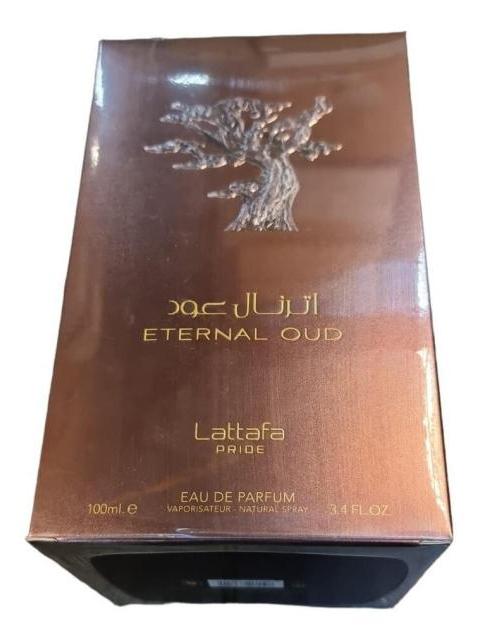 اترنال عود
ETERNAL OUD
Lattafa
PRIDE
EAU DE PARFUM
100ml. e VAPORISATEUR - NATURAL SPRAY 3.4 FL.OZ.